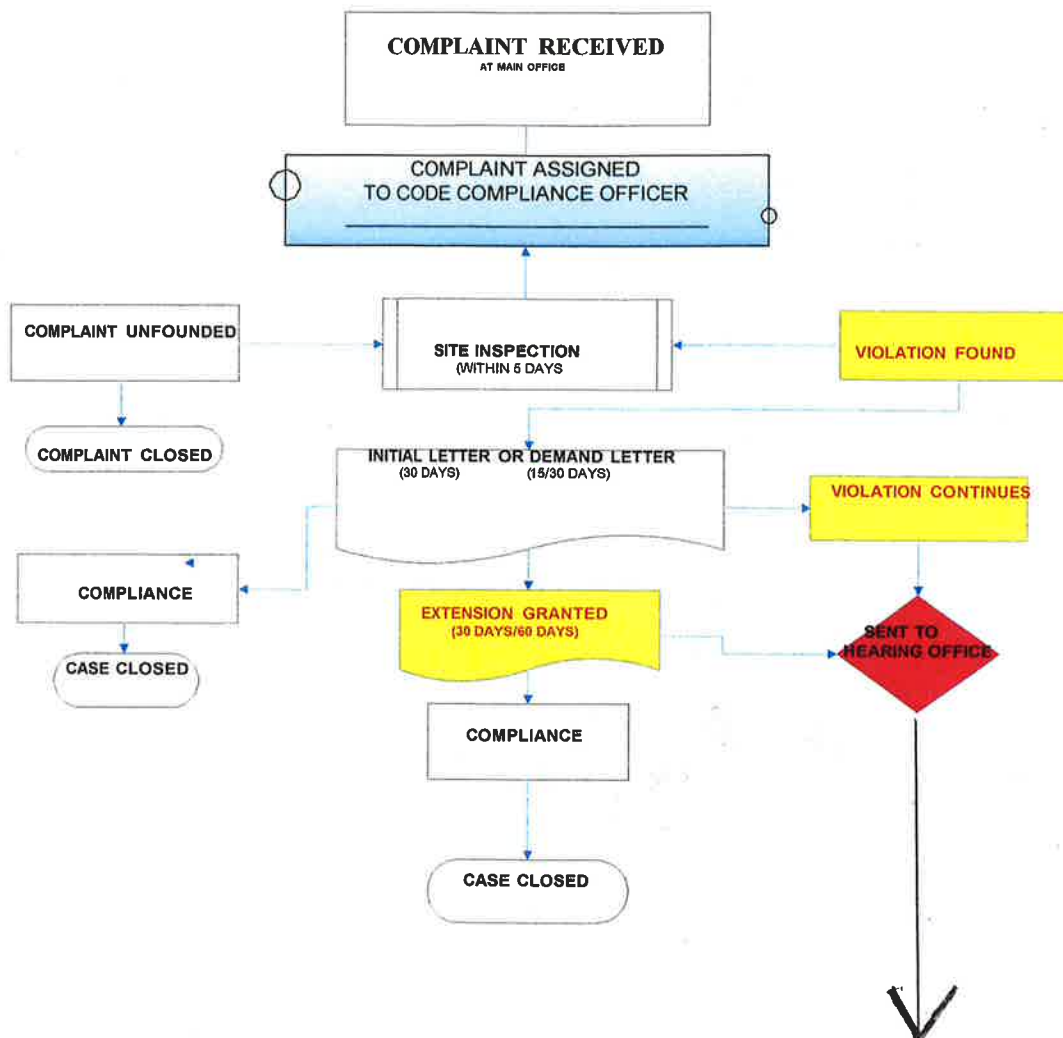 COMPLAINT RECEIVED
AT MAIN OFFICE
COMPLAINT ASSIGNED
TO CODE COMPLIANCE OFFICER
COMPLAINT UNFOUNDED
SITE INSPECTION
(WITHIN 5 DAYS
VIOLATION FOUND
COMPLAINT CLOSED
INITIAL LETTER OR DEMAND LETTER
(30 DAYS) (15/30 DAYS)
VIOLATION CONTINUES
COMPLIANCE
EXTENSION GRANTED
(30 DAYS/60 DAYS)
SENT TO
HEARING OFFICE
CASE CLOSED
COMPLIANCE
CASE CLOSED